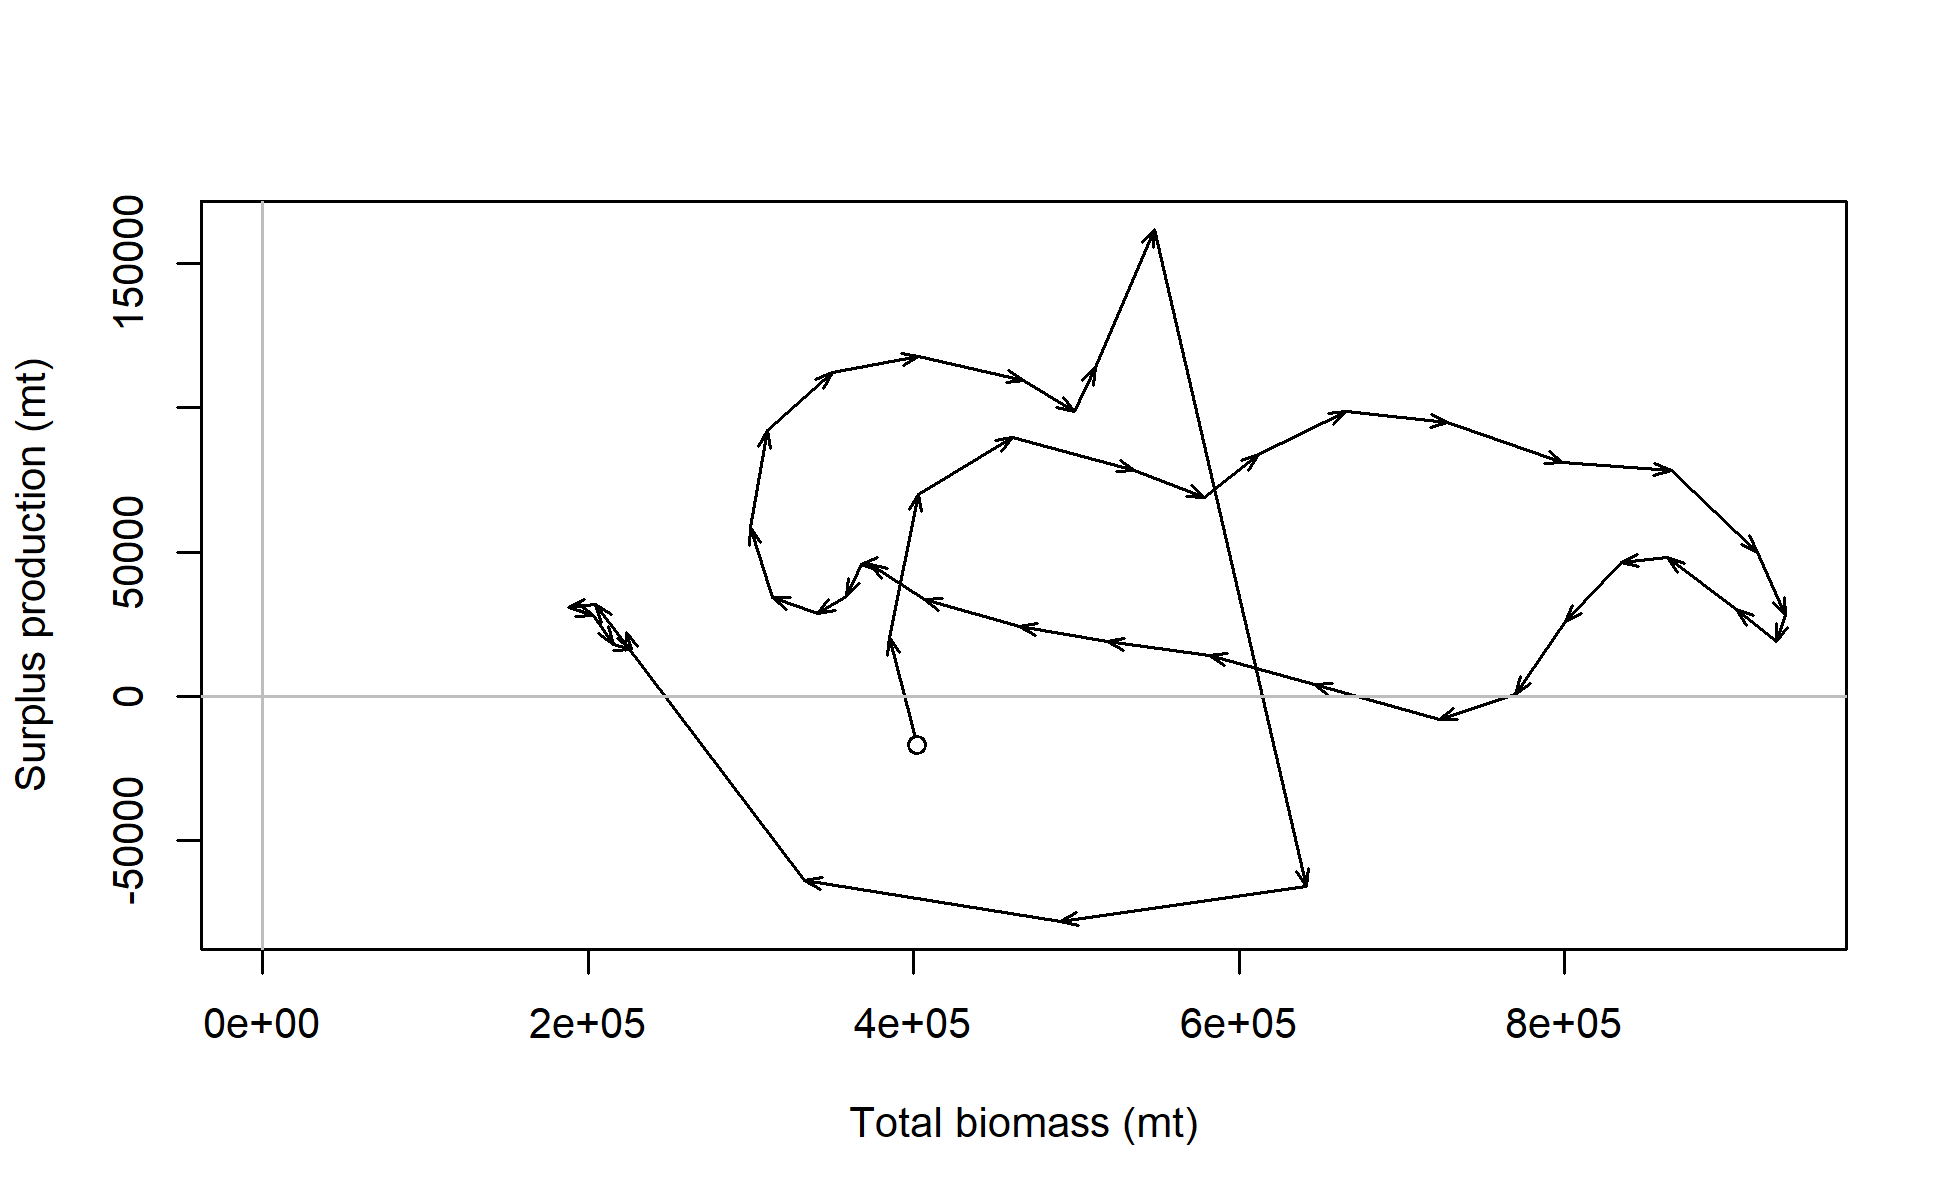 Surplus production (mt)
150000
50000
0
-50000
0e+00 2e+05 4e+05 6e+05 8e+05
Total biomass (mt)